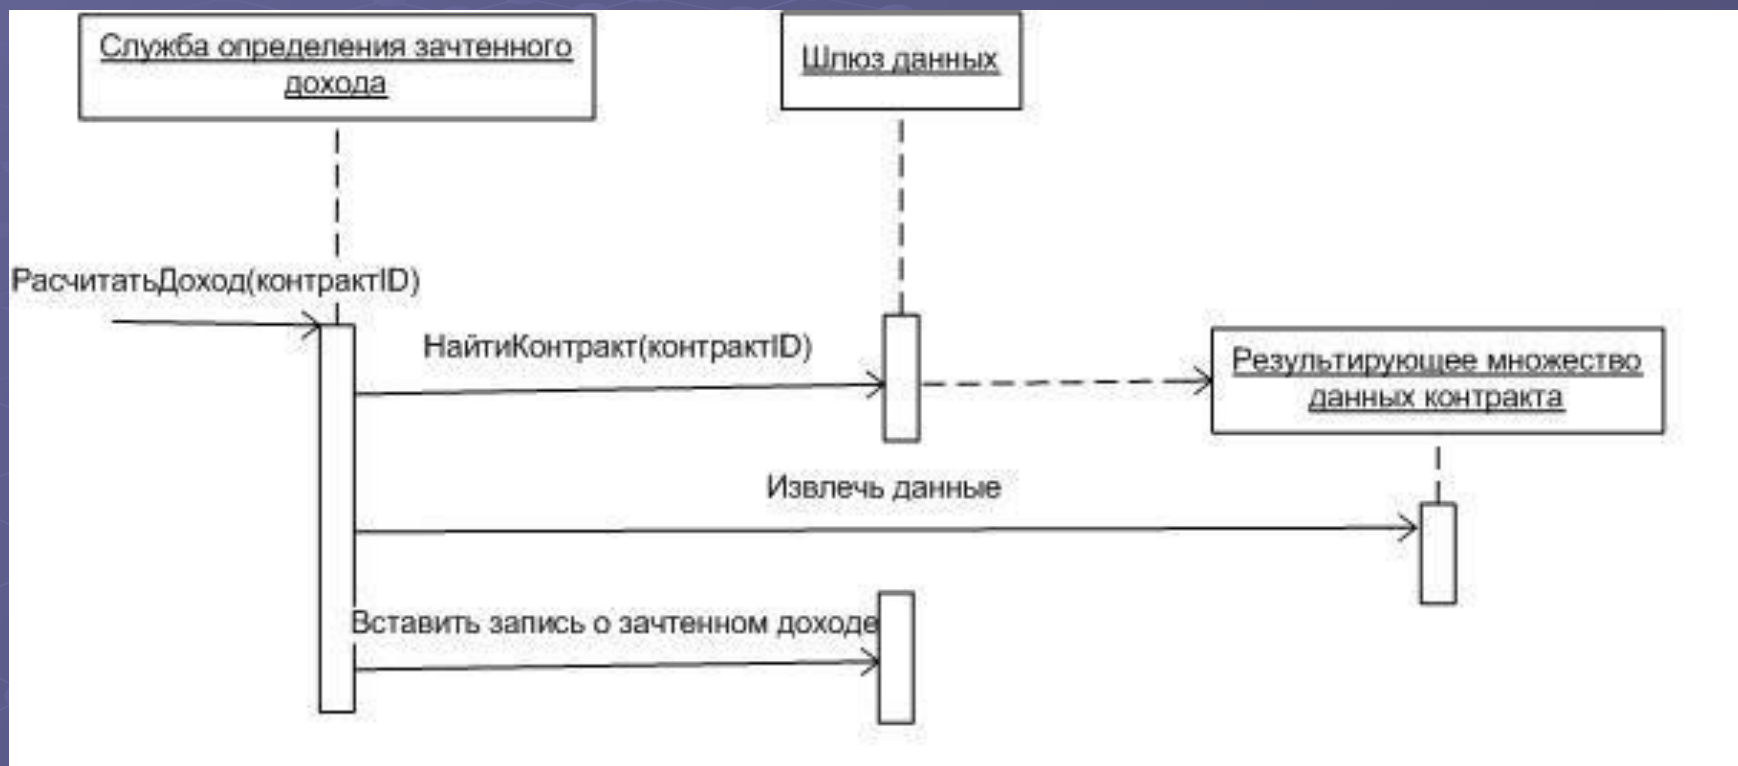 Служба определения зачтенного
дохода
Шлюз данных
РасчитатьДоход(контрактID)
НайтиКонтракт(контрактID)
Результирующее множество
данных контракта
Извлечь данные
Вставить запись о зачтенном доходе